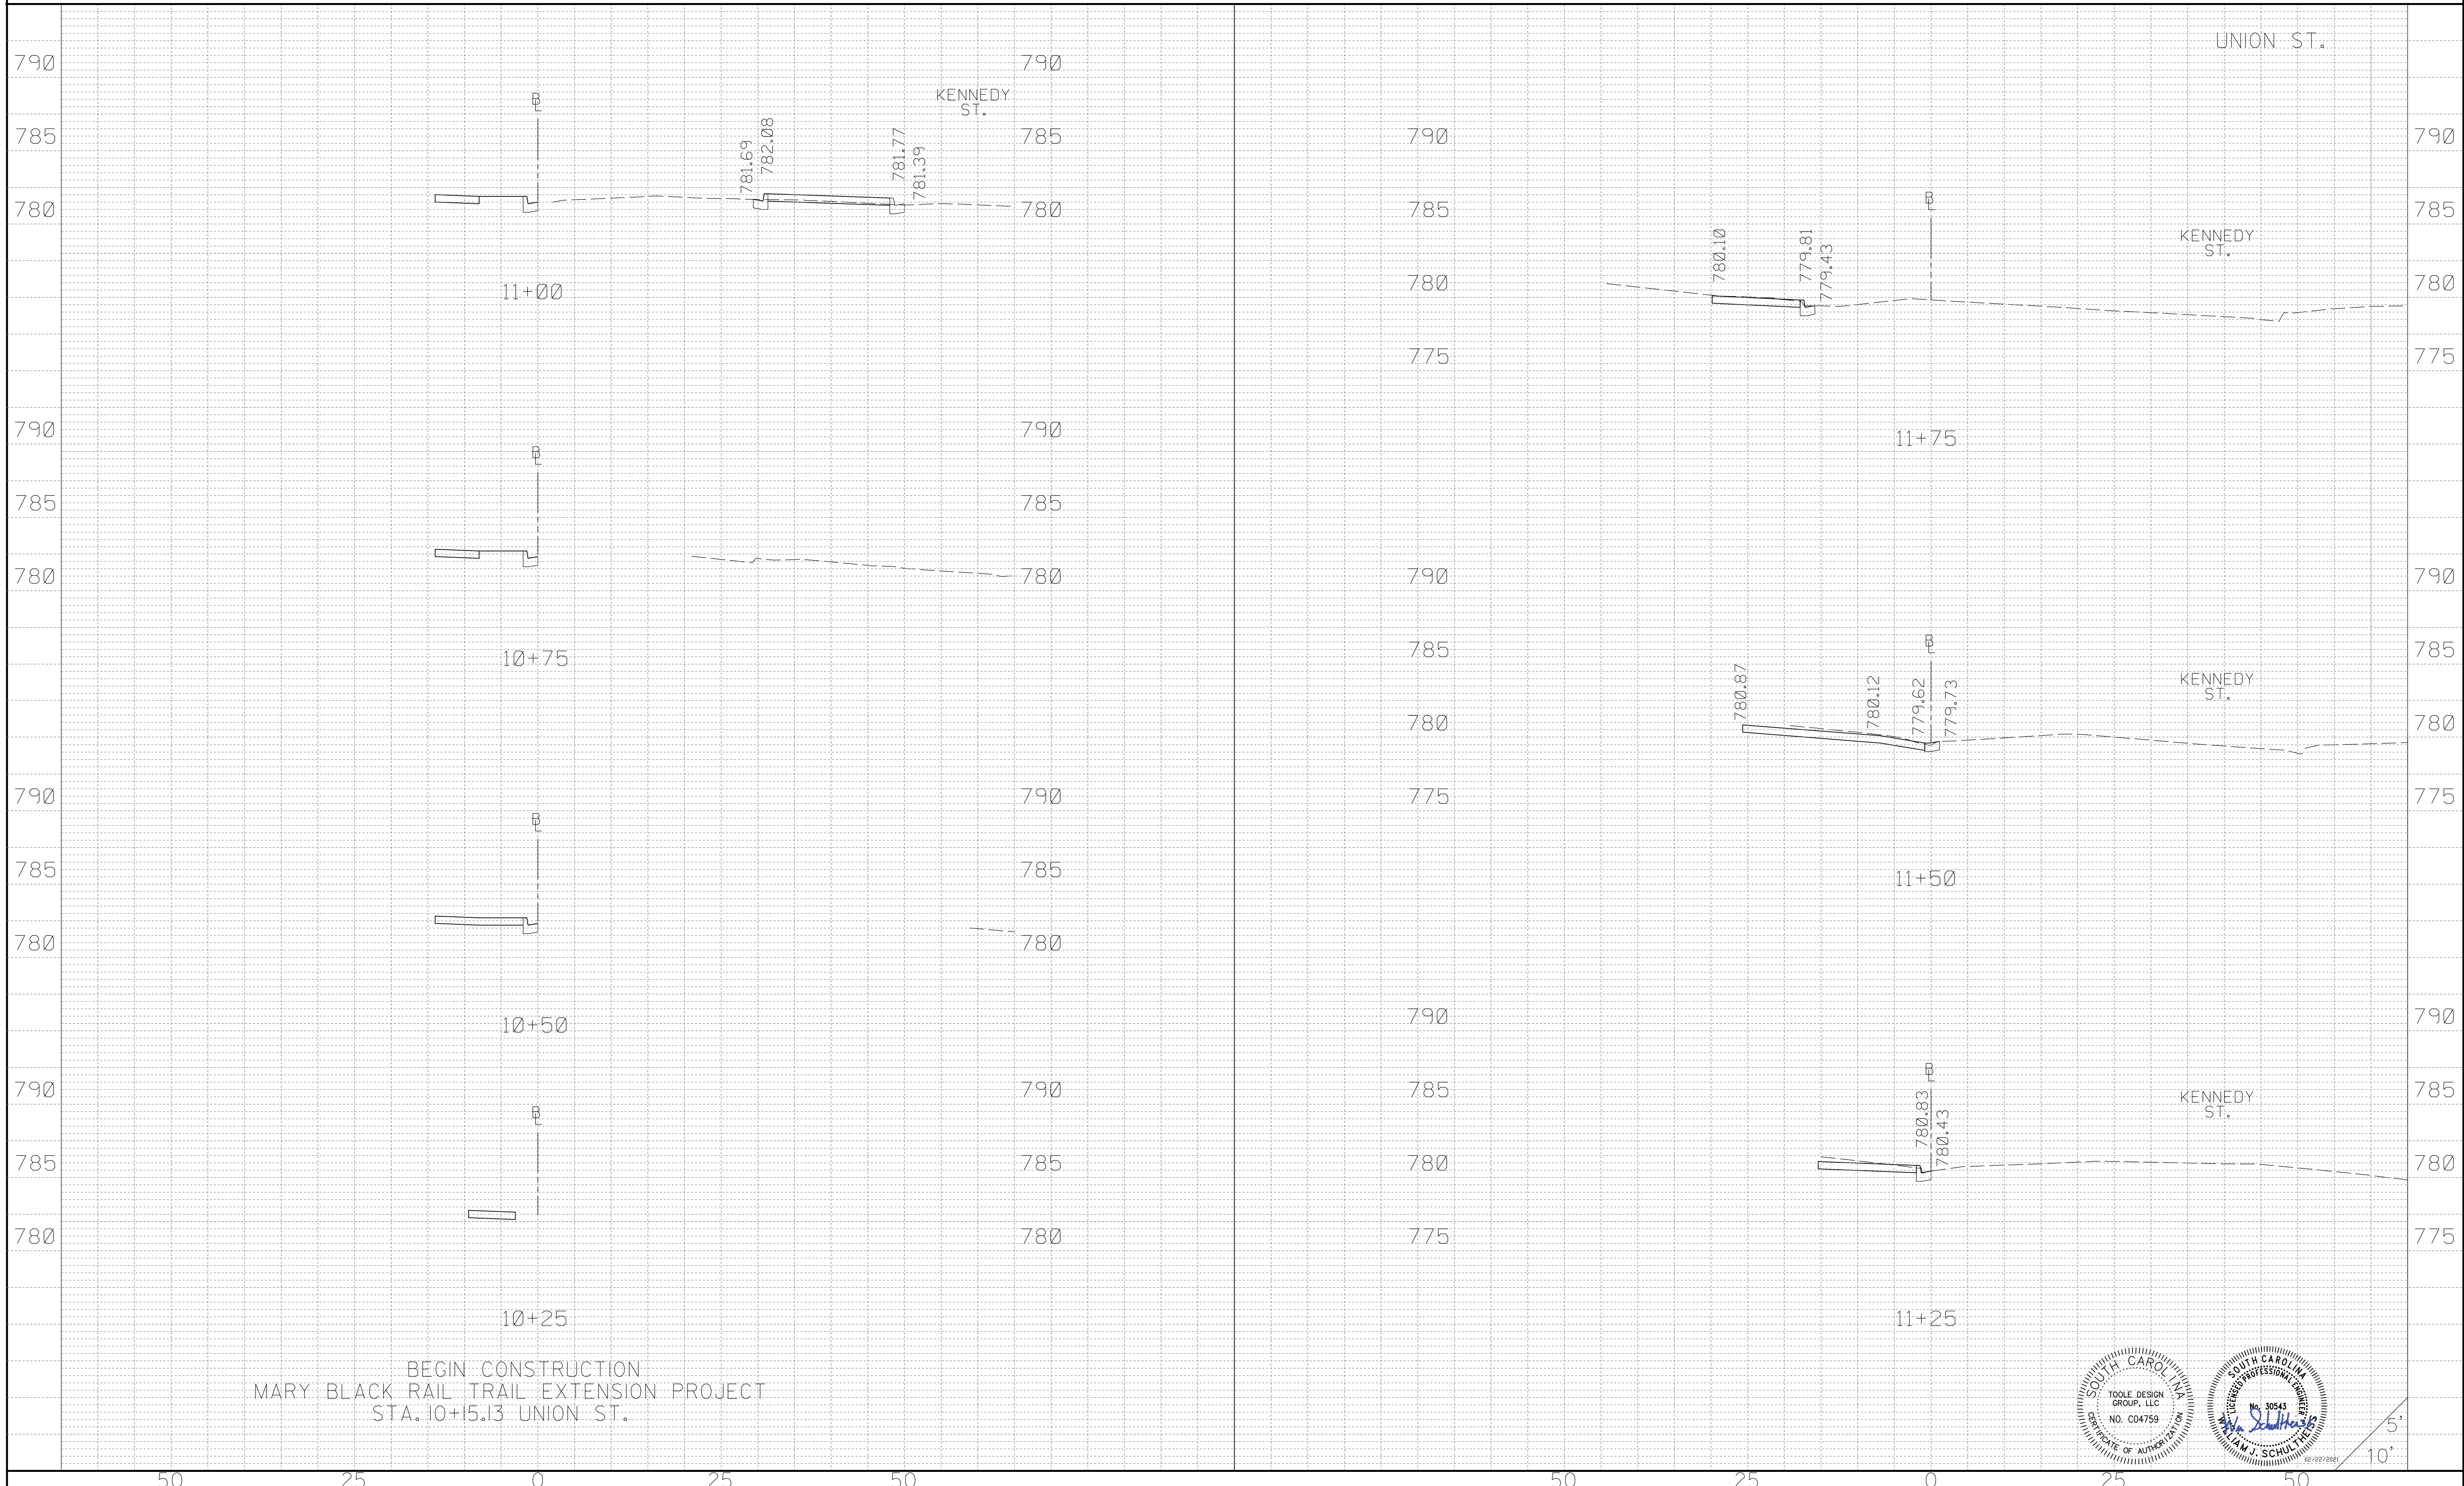 UNION ST.
790 790
KENNEDY
ST.
785 785
781.69 782.08 781.77 781.39
780 780
11+00
790 790
785 785
780 780
10+75
790 790
785 785
780 780
10+50
790 790
785 785
780 780
10+25
BEGIN CONSTRUCTION
MARY BLACK RAIL TRAIL EXTENSION PROJECT
STA. 10+15.13 UNION ST.
50 25 0 25 50
790 790
785 785
KENNEDY
ST.
780.10 779.81 779.43
780 780
775 775
11+75
790 790
785 785
KENNEDY
ST.
780.87 780.12 779.62 779.73
780 780
775 775
11+50
790 790
785 785
KENNEDY
ST.
780.83 780.43
780 780
775 775
11+25
50 25 0 25 50
SOUTH CAROLINA
TOOLE DESIGN
GROUP, LLC
NO. C04759
CERTIFICATE OF AUTHORIZATION
SOUTH CAROLINA
LICENSED PROFESSIONAL ENGINEER
No. 30543
Wm Schultheiss
WILLIAM J. SCHULTHEISS
02/22/2021
5'
10'